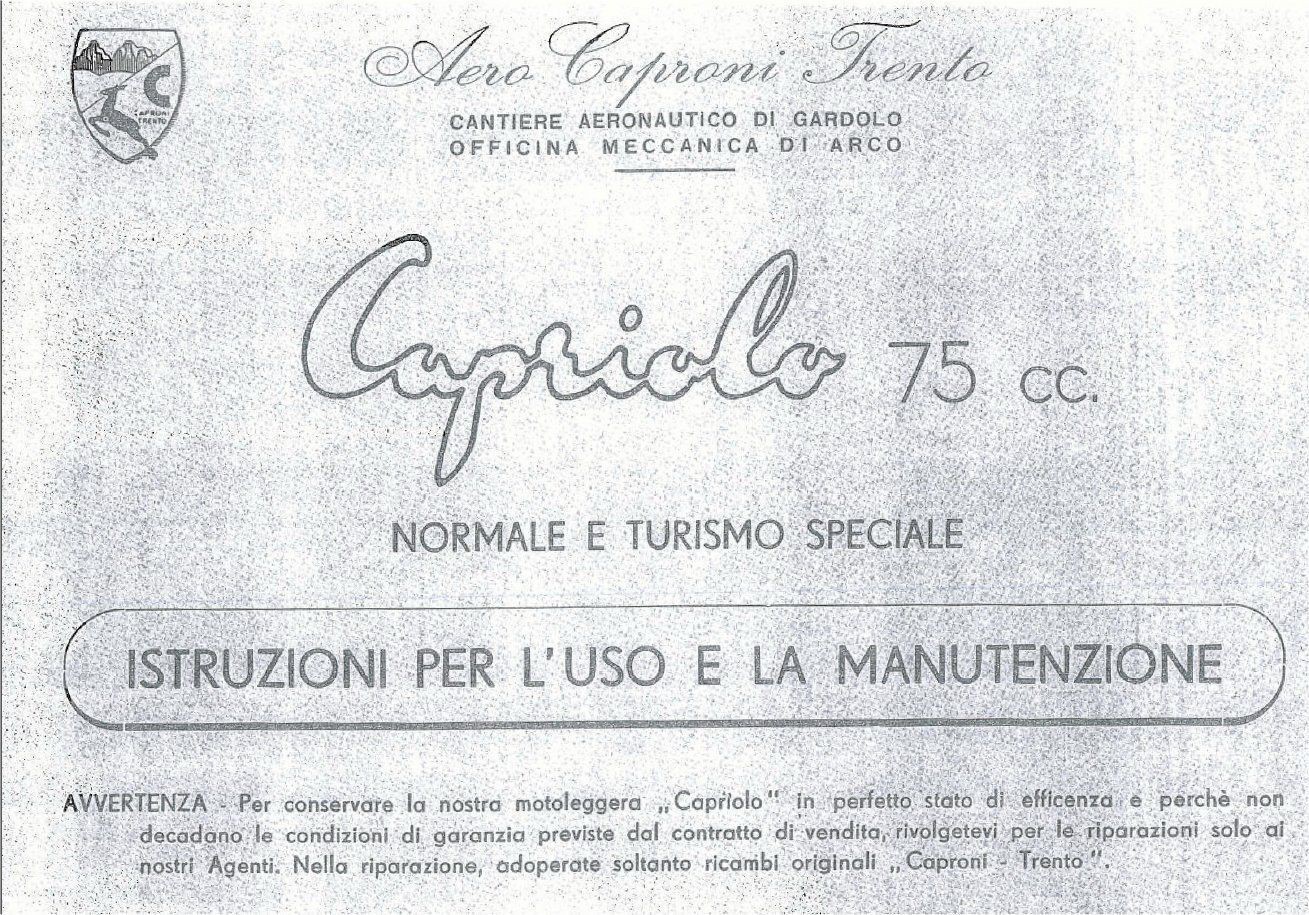 Aero Caproni Trento
C
CAPRONI
TRENTO
CANTIERE AERONAUTICO DI GARDOLO
OFFICINA MECCANICA DI ARCO
Capriolo 75 cc.
NORMALE E TURISMO SPECIALE
ISTRUZIONI PER L'USO E LA MANUTENZIONE
AVVERTENZA - Per conservare la nostra motoleggera „Capriolo" in perfetto stato di efficenza e perchè non
decadano le condizioni di garanzia previste dal contratto di vendita, rivolgetevi per le riparazioni solo ai
nostri Agenti. Nella riparazione, adoperate soltanto ricambi originali „Caproni - Trento".